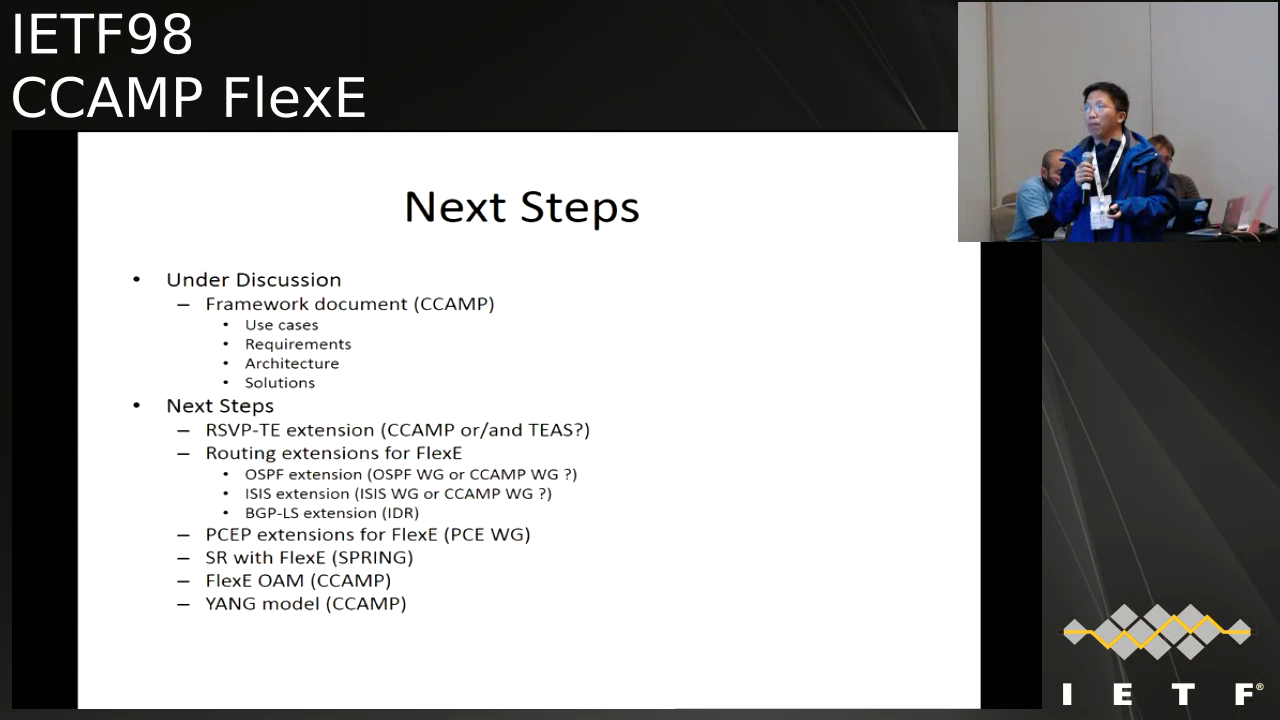 IETF98
CCAMP FlexE
Next Steps
• Under Discussion
– Framework document (CCAMP)
• Use cases
• Requirements
• Architecture
• Solutions
• Next Steps
– RSVP-TE extension (CCAMP or/and TEAS?)
– Routing extensions for FlexE
• OSPF extension (OSPF WG or CCAMP WG ?)
• ISIS extension (ISIS WG or CCAMP WG ?)
• BGP-LS extension (IDR)
– PCEP extensions for FlexE (PCE WG)
– SR with FlexE (SPRING)
– FlexE OAM (CCAMP)
– YANG model (CCAMP)
I E T F®